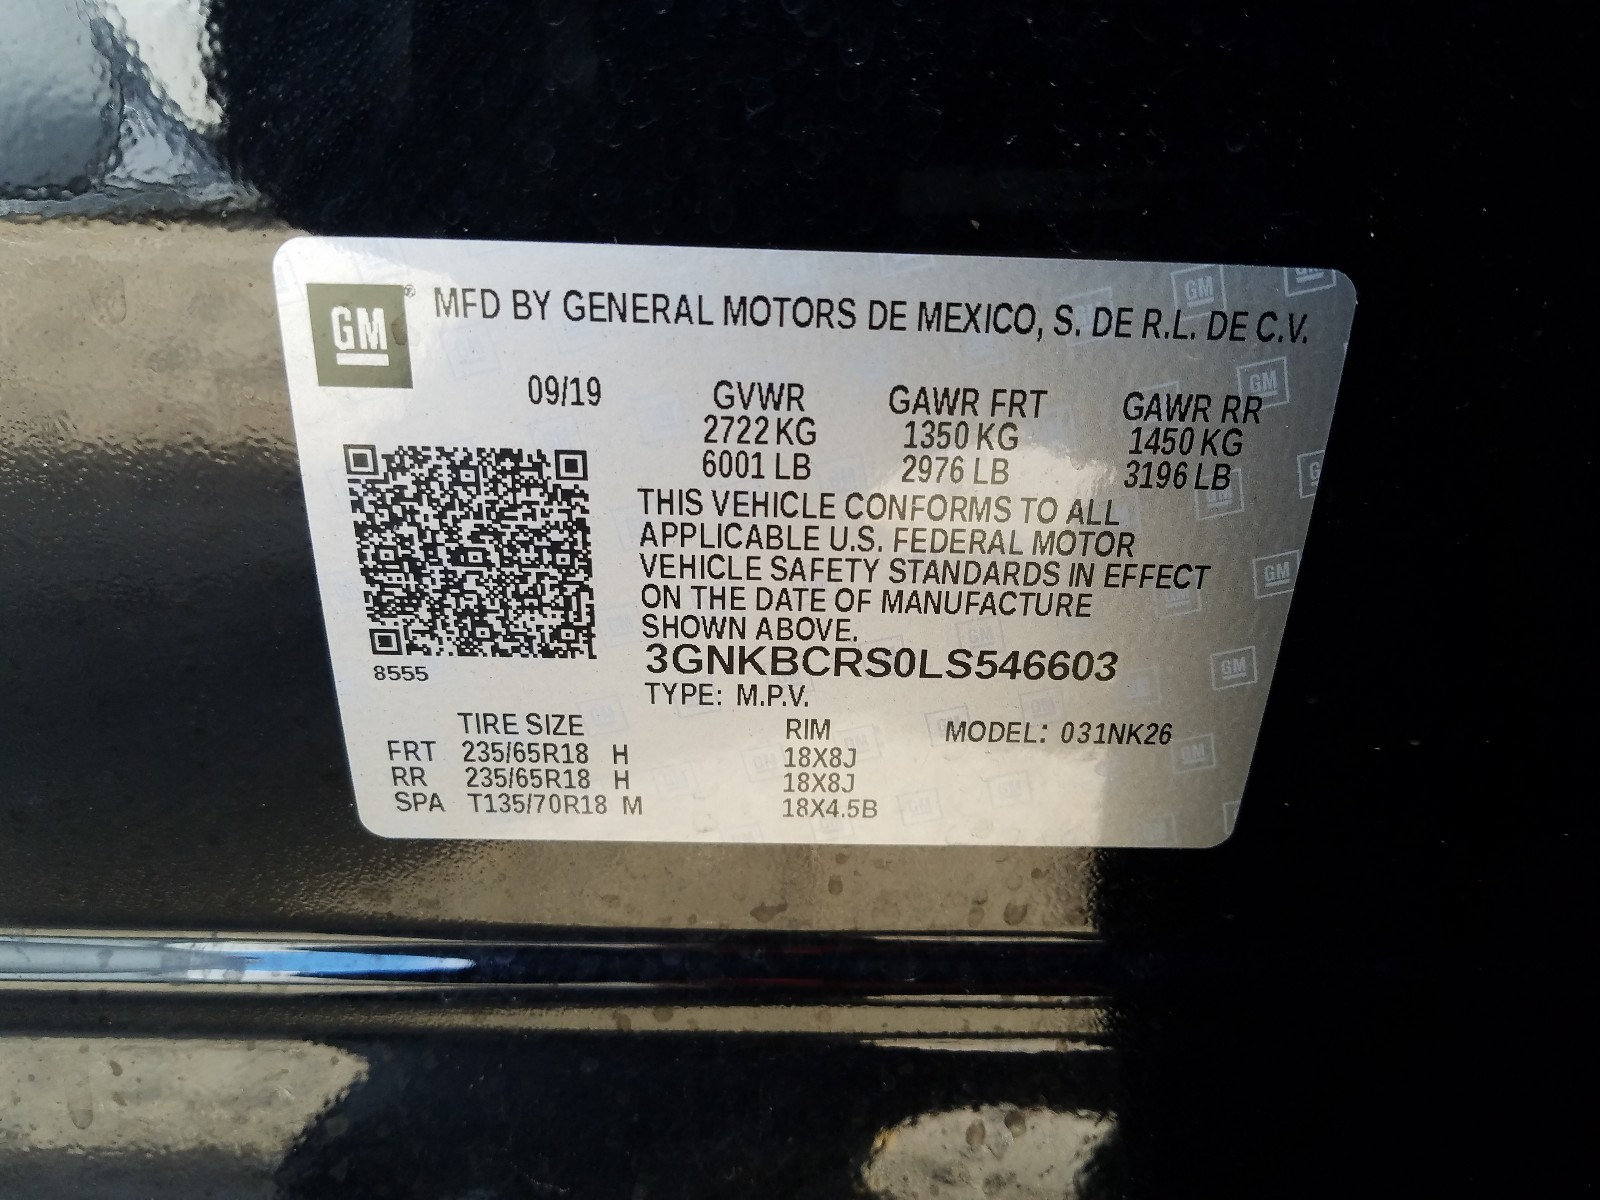 GM
MFD BY GENERAL MOTORS DE MEXICO, S. DE R.L. DE C.V.
09/19 GVWR GAWR FRT GAWR RR
2722 KG 1350 KG 1450 KG
6001 LB 2976 LB 3196 LB
THIS VEHICLE CONFORMS TO ALL
APPLICABLE U.S. FEDERAL MOTOR
VEHICLE SAFETY STANDARDS IN EFFECT
ON THE DATE OF MANUFACTURE
SHOWN ABOVE.
8555 3GNKBCRS0LS546603
TYPE: M.P.V.
TIRE SIZE RIM MODEL: 031NK26
FRT 235/65R18 H 18X8J
RR 235/65R18 H 18X8J
SPA T135/70R18 M 18X4.5B